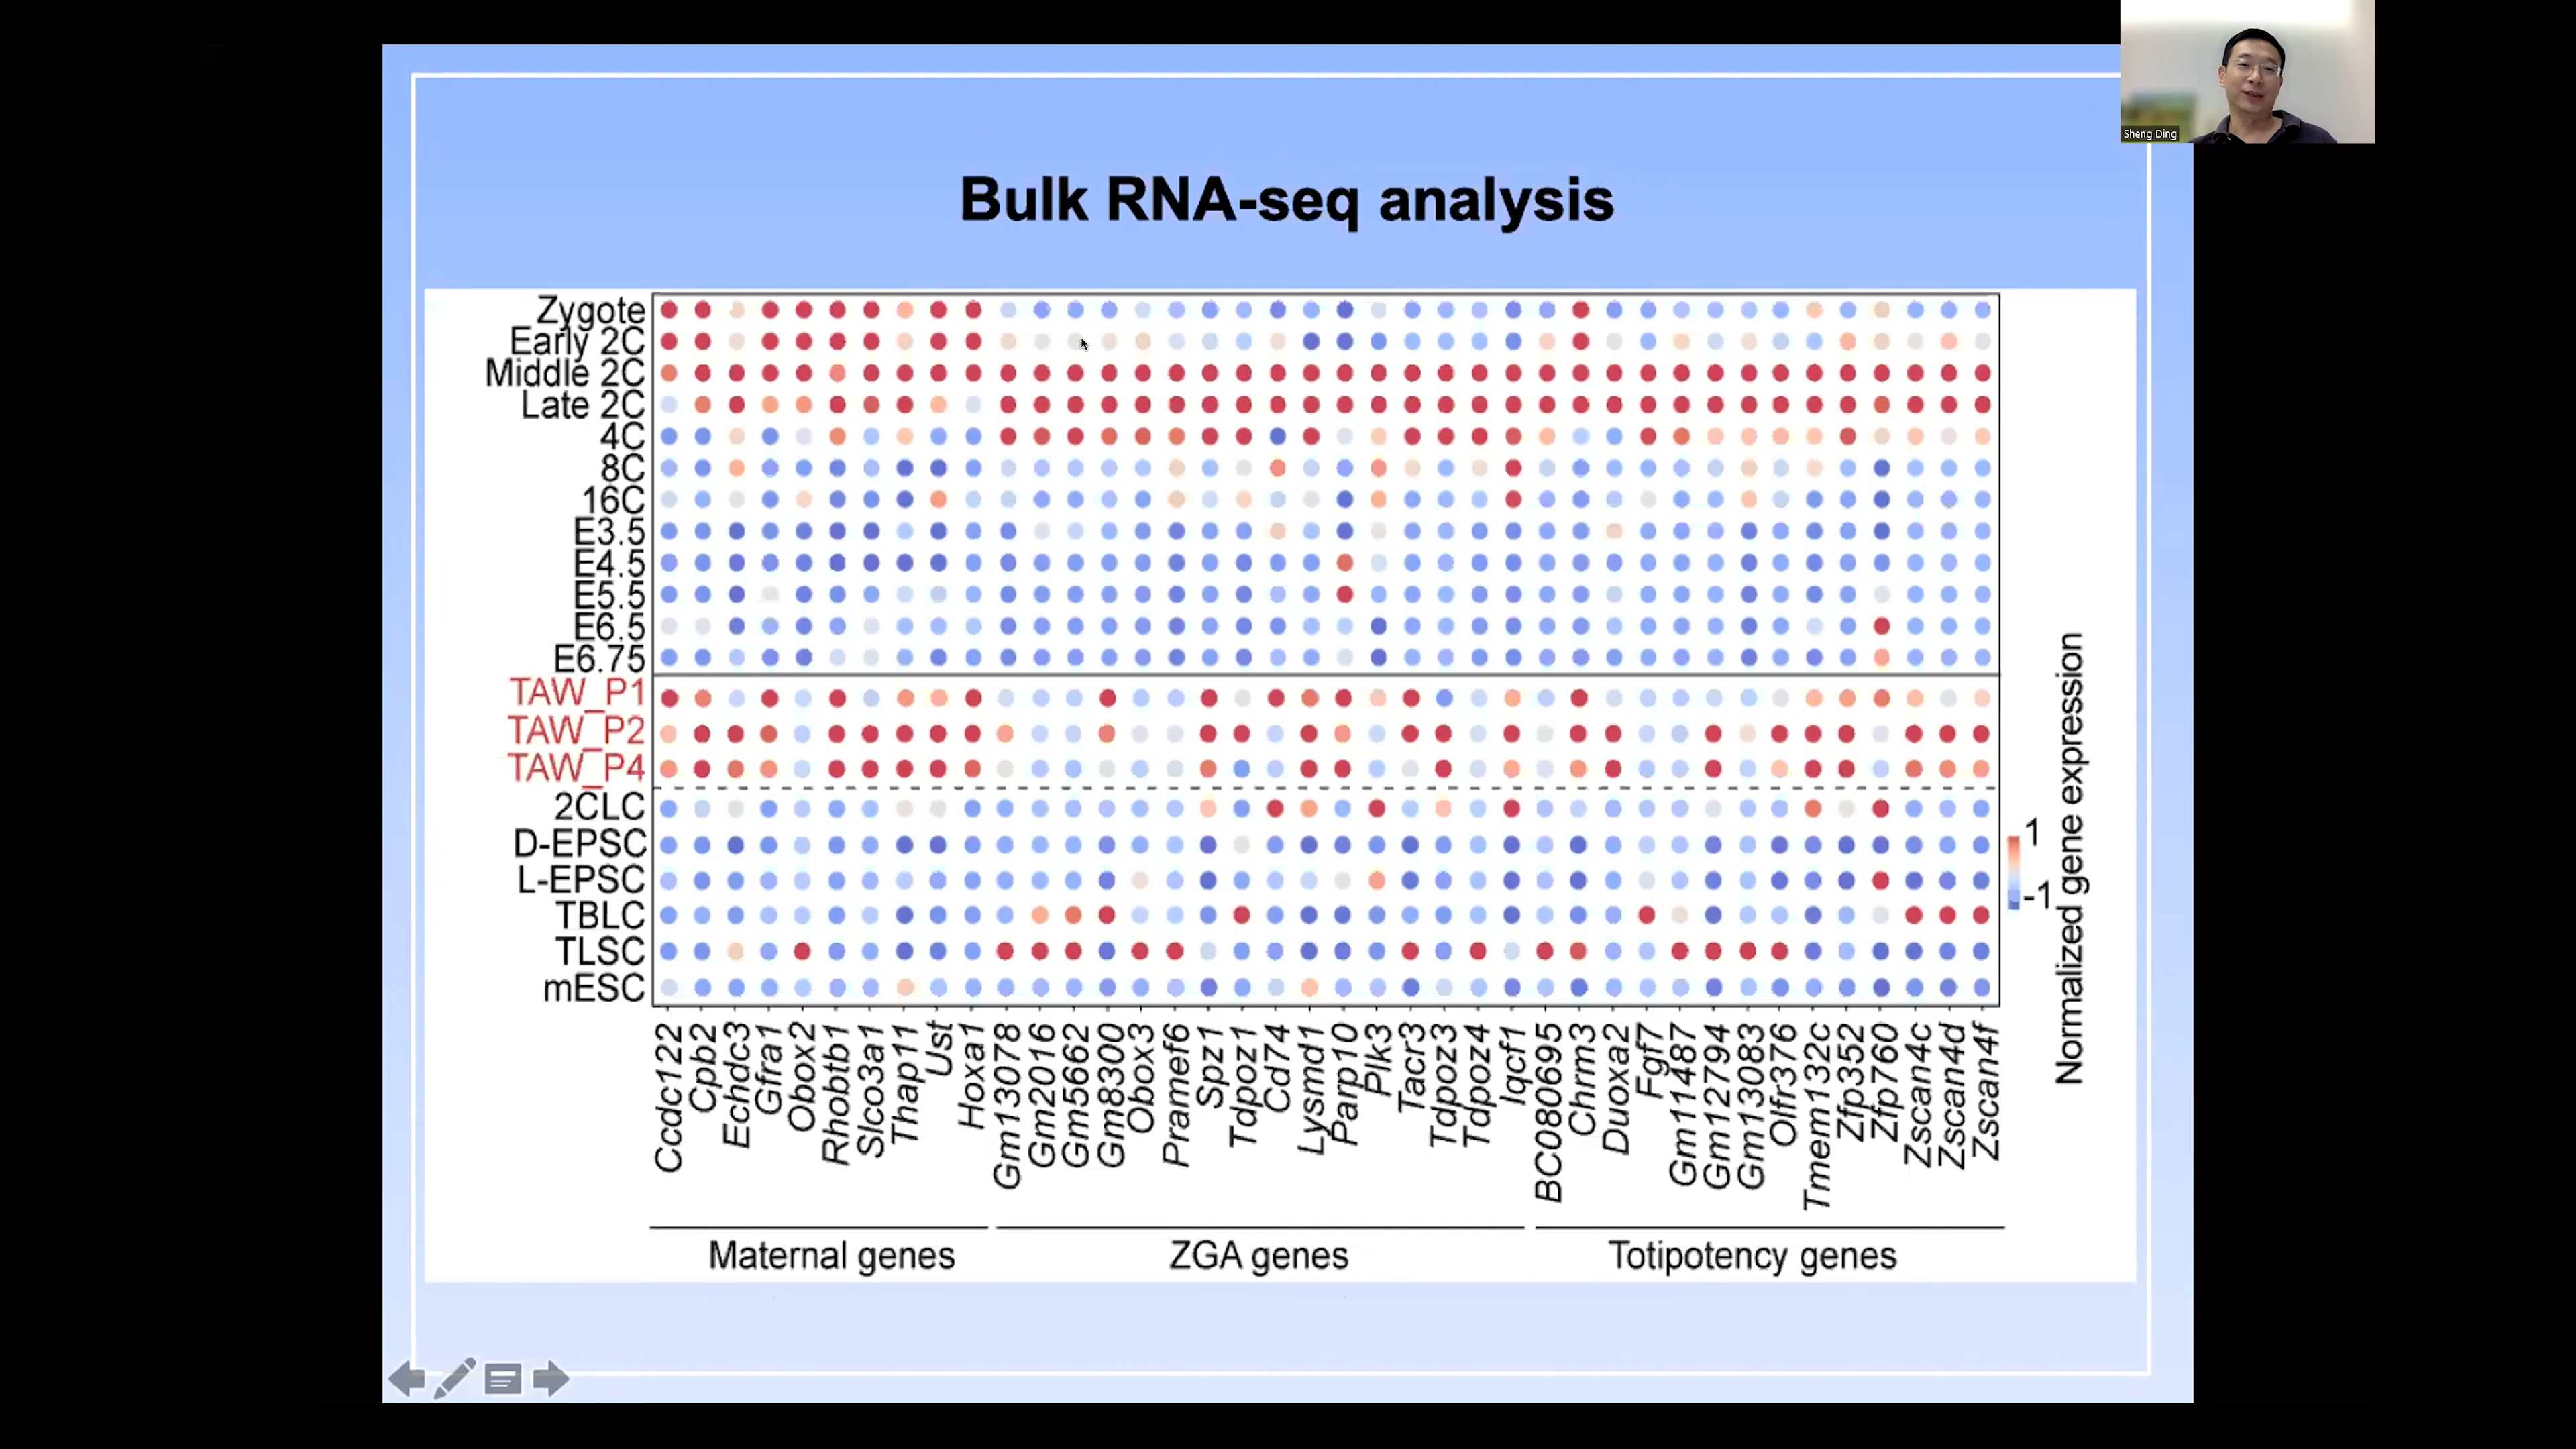 Sheng Ding
Bulk RNA-seq analysis
Zygote
Early 2C
Middle 2C
Late 2C
4C
8C
16C
E3.5
E4.5
E5.5
E6.5
E6.75
TAW_P1
TAW_P2
TAW_P4
2CLC
D-EPSC
L-EPSC
TBLC
TLSC
mESC
1
-1
Normalized gene expression
Ccdc122
Cpb2
Echdc3
Gfra1
Obox2
Rhobtb1
Slco3a1
Thap11
Ust
Hoxa1
Gm13078
Gm2016
Gm5662
Gm8300
Obox3
Pramef6
Spz1
Tdpoz1
Cd74
Lysmd1
Parp10
Plk3
Tacr3
Tdpoz3
Tdpoz4
Iqcf1
BC080695
Chrm3
Duoxa2
Fgf7
Gm11487
Gm12794
Gm13083
Olfr376
Tmem132c
Zfp352
Zfp760
Zscan4c
Zscan4d
Zscan4f
Maternal genes
ZGA genes
Totipotency genes